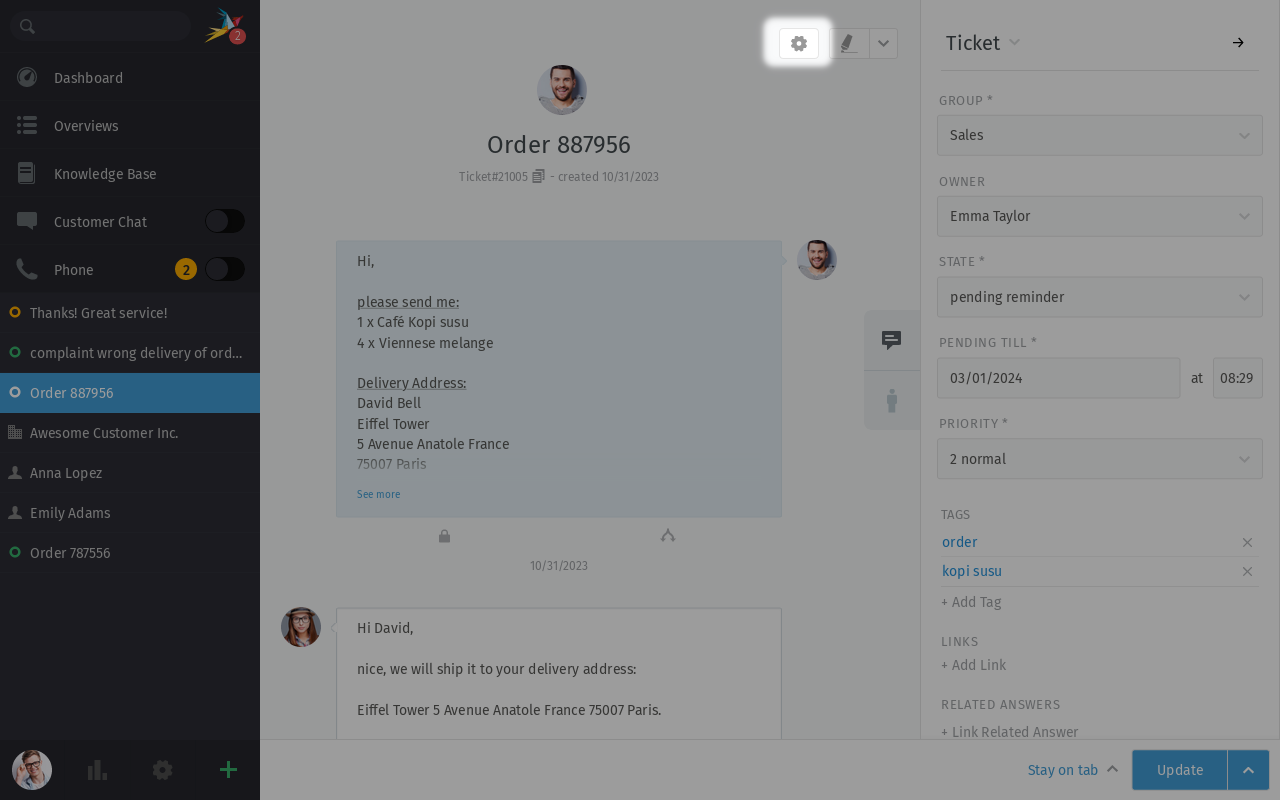 2
Dashboard
Overviews
Knowledge Base
Customer Chat
Phone
2
Thanks! Great service!
complaint wrong delivery of ord...
Order 887956
Awesome Customer Inc.
Anna Lopez
Emily Adams
Order 787556
Order 887956
Ticket#21005 - created 10/31/2023
Hi,
please send me:
1 x Café Kopi susu
4 x Viennese melange
Delivery Address:
David Bell
Eiffel Tower
5 Avenue Anatole France
75007 Paris
See more
10/31/2023
Hi David,
nice, we will ship it to your delivery address:
Eiffel Tower 5 Avenue Anatole France 75007 Paris.
Ticket
GROUP *
Sales
OWNER
Emma Taylor
STATE *
pending reminder
PENDING TILL *
03/01/2024 at 08:29
PRIORITY *
2 normal
TAGS
order
kopi susu
+ Add Tag
LINKS
+ Add Link
RELATED ANSWERS
+ Link Related Answer
Stay on tab
Update